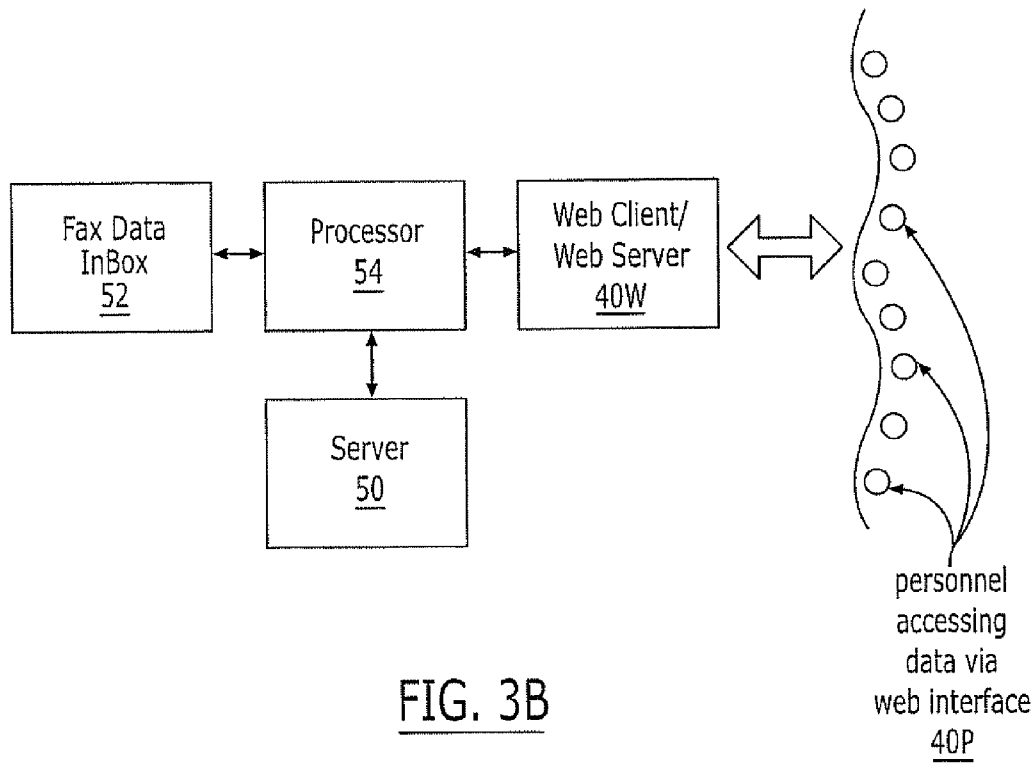 Fax Data
InBox
52
Processor
54
Web Client/
Web Server
40W
Server
50
personnel
accessing
data via
web interface
40P
FIG. 3B